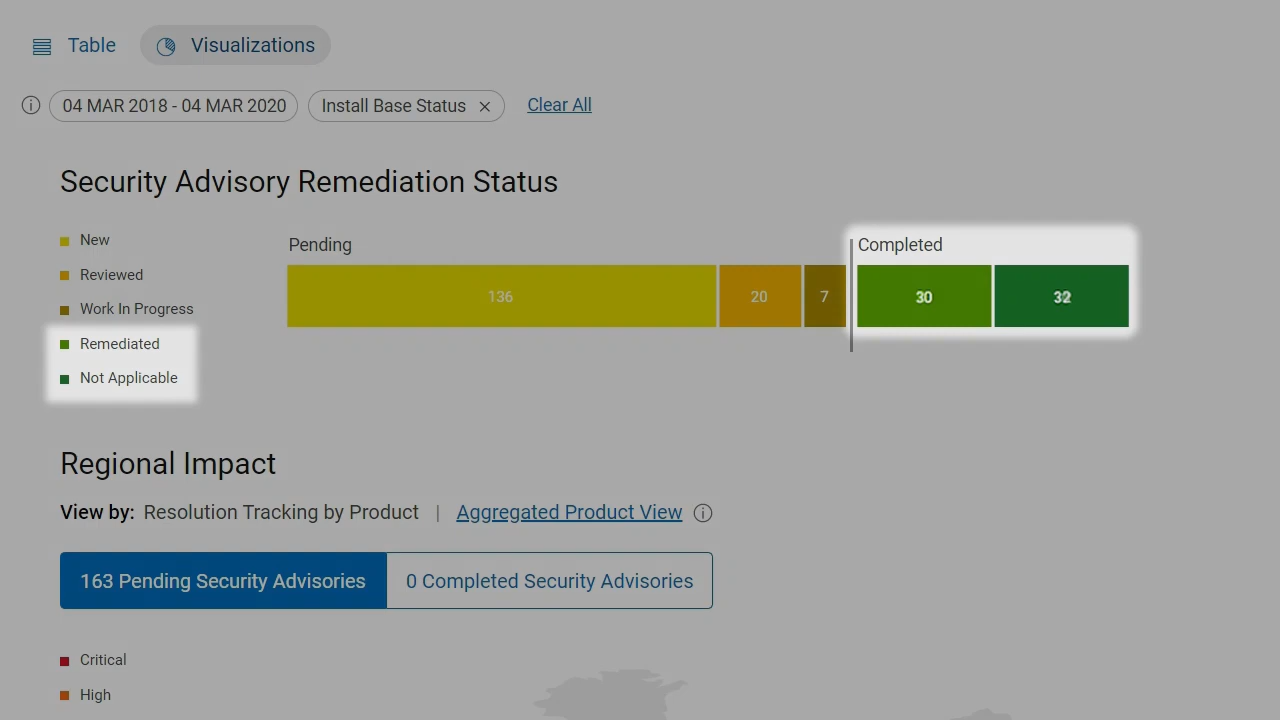 Table Visualizations
04 MAR 2018 - 04 MAR 2020 Install Base Status Clear All
Security Advisory Remediation Status
New
Reviewed
Work In Progress
Remediated
Not Applicable
Pending Completed
136 20 7 30
Regional Impact
View by: Resolution Tracking by Product | Aggregated Product View
163 Pending Security Advisories 0 Completed Security Advisories
Critical
High